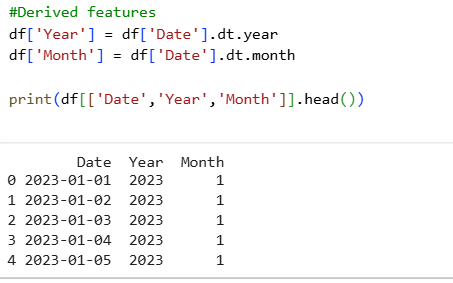 #Derived features
df['Year'] = df['Date'].dt.year
df['Month'] = df['Date'].dt.month
print(df[['Date','Year','Month']].head())
Date Year Month
0 2023-01-01 2023 1
1 2023-01-02 2023 1
2 2023-01-03 2023 1
3 2023-01-04 2023 1
4 2023-01-05 2023 1